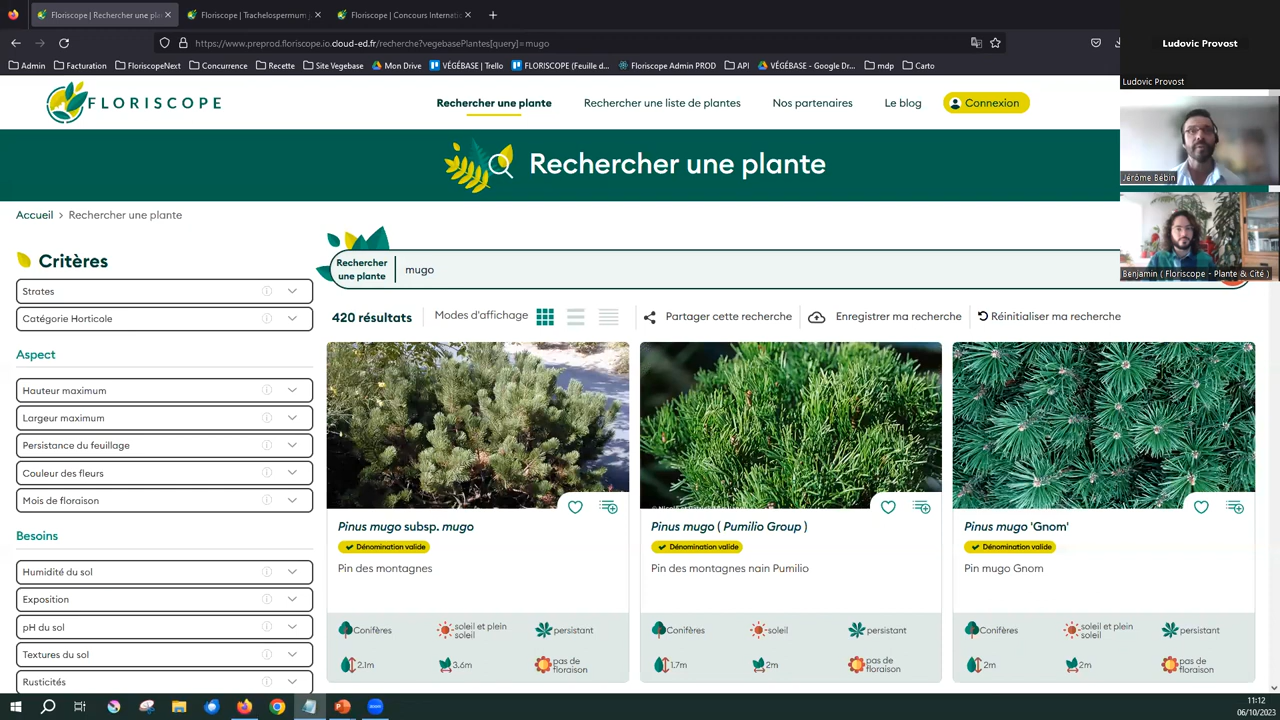 Floriscope | Rechercher une pla
Floriscope | Trachelospermum j
Floriscope | Concours Internatio
https://www.preprod.floriscope.io.cloud-ed.fr/recherche?vegebasePlantes[query]=mugo
Admin
Facturation
FloriscopeNext
Concurrence
Recette
Site Vegebase
Mon Drive
VÉGÉBASE | Trello
FLORISCOPE (Feuille d...
Floriscope Admin PROD
API
VÉGÉBASE - Google Dr...
mdp
Carto
Ludovic Provost
Ludovic Provost
Jérôme Bébin
Benjamin ( Floriscope - Plante & Cité )
FLORISCOPE
Rechercher une plante
Rechercher une liste de plantes
Nos partenaires
Le blog
Connexion
Rechercher une plante
Accueil > Rechercher une plante
Critères
Strates
Catégorie Horticole
Aspect
Hauteur maximum
Largeur maximum
Persistance du feuillage
Couleur des fleurs
Mois de floraison
Besoins
Humidité du sol
Exposition
pH du sol
Textures du sol
Rusticités
Rechercher
une plante
mugo
420 résultats
Modes d'affichage
Partager cette recherche
Enregistrer ma recherche
Réinitialiser ma recherche
Pinus mugo subsp. mugo
Dénomination valide
Pin des montagnes
Conifères
soleil et plein
soleil
persistant
2.1m
3.6m
pas de
floraison
Pinus mugo ( Pumilio Group )
Dénomination valide
Pin des montagnes nain Pumilio
Conifères
soleil
persistant
1.7m
2m
pas de
floraison
Pinus mugo 'Gnom'
Dénomination valide
Pin mugo Gnom
Conifères
soleil et plein
soleil
persistant
2m
2m
pas de
floraison
11:12
06/10/2023